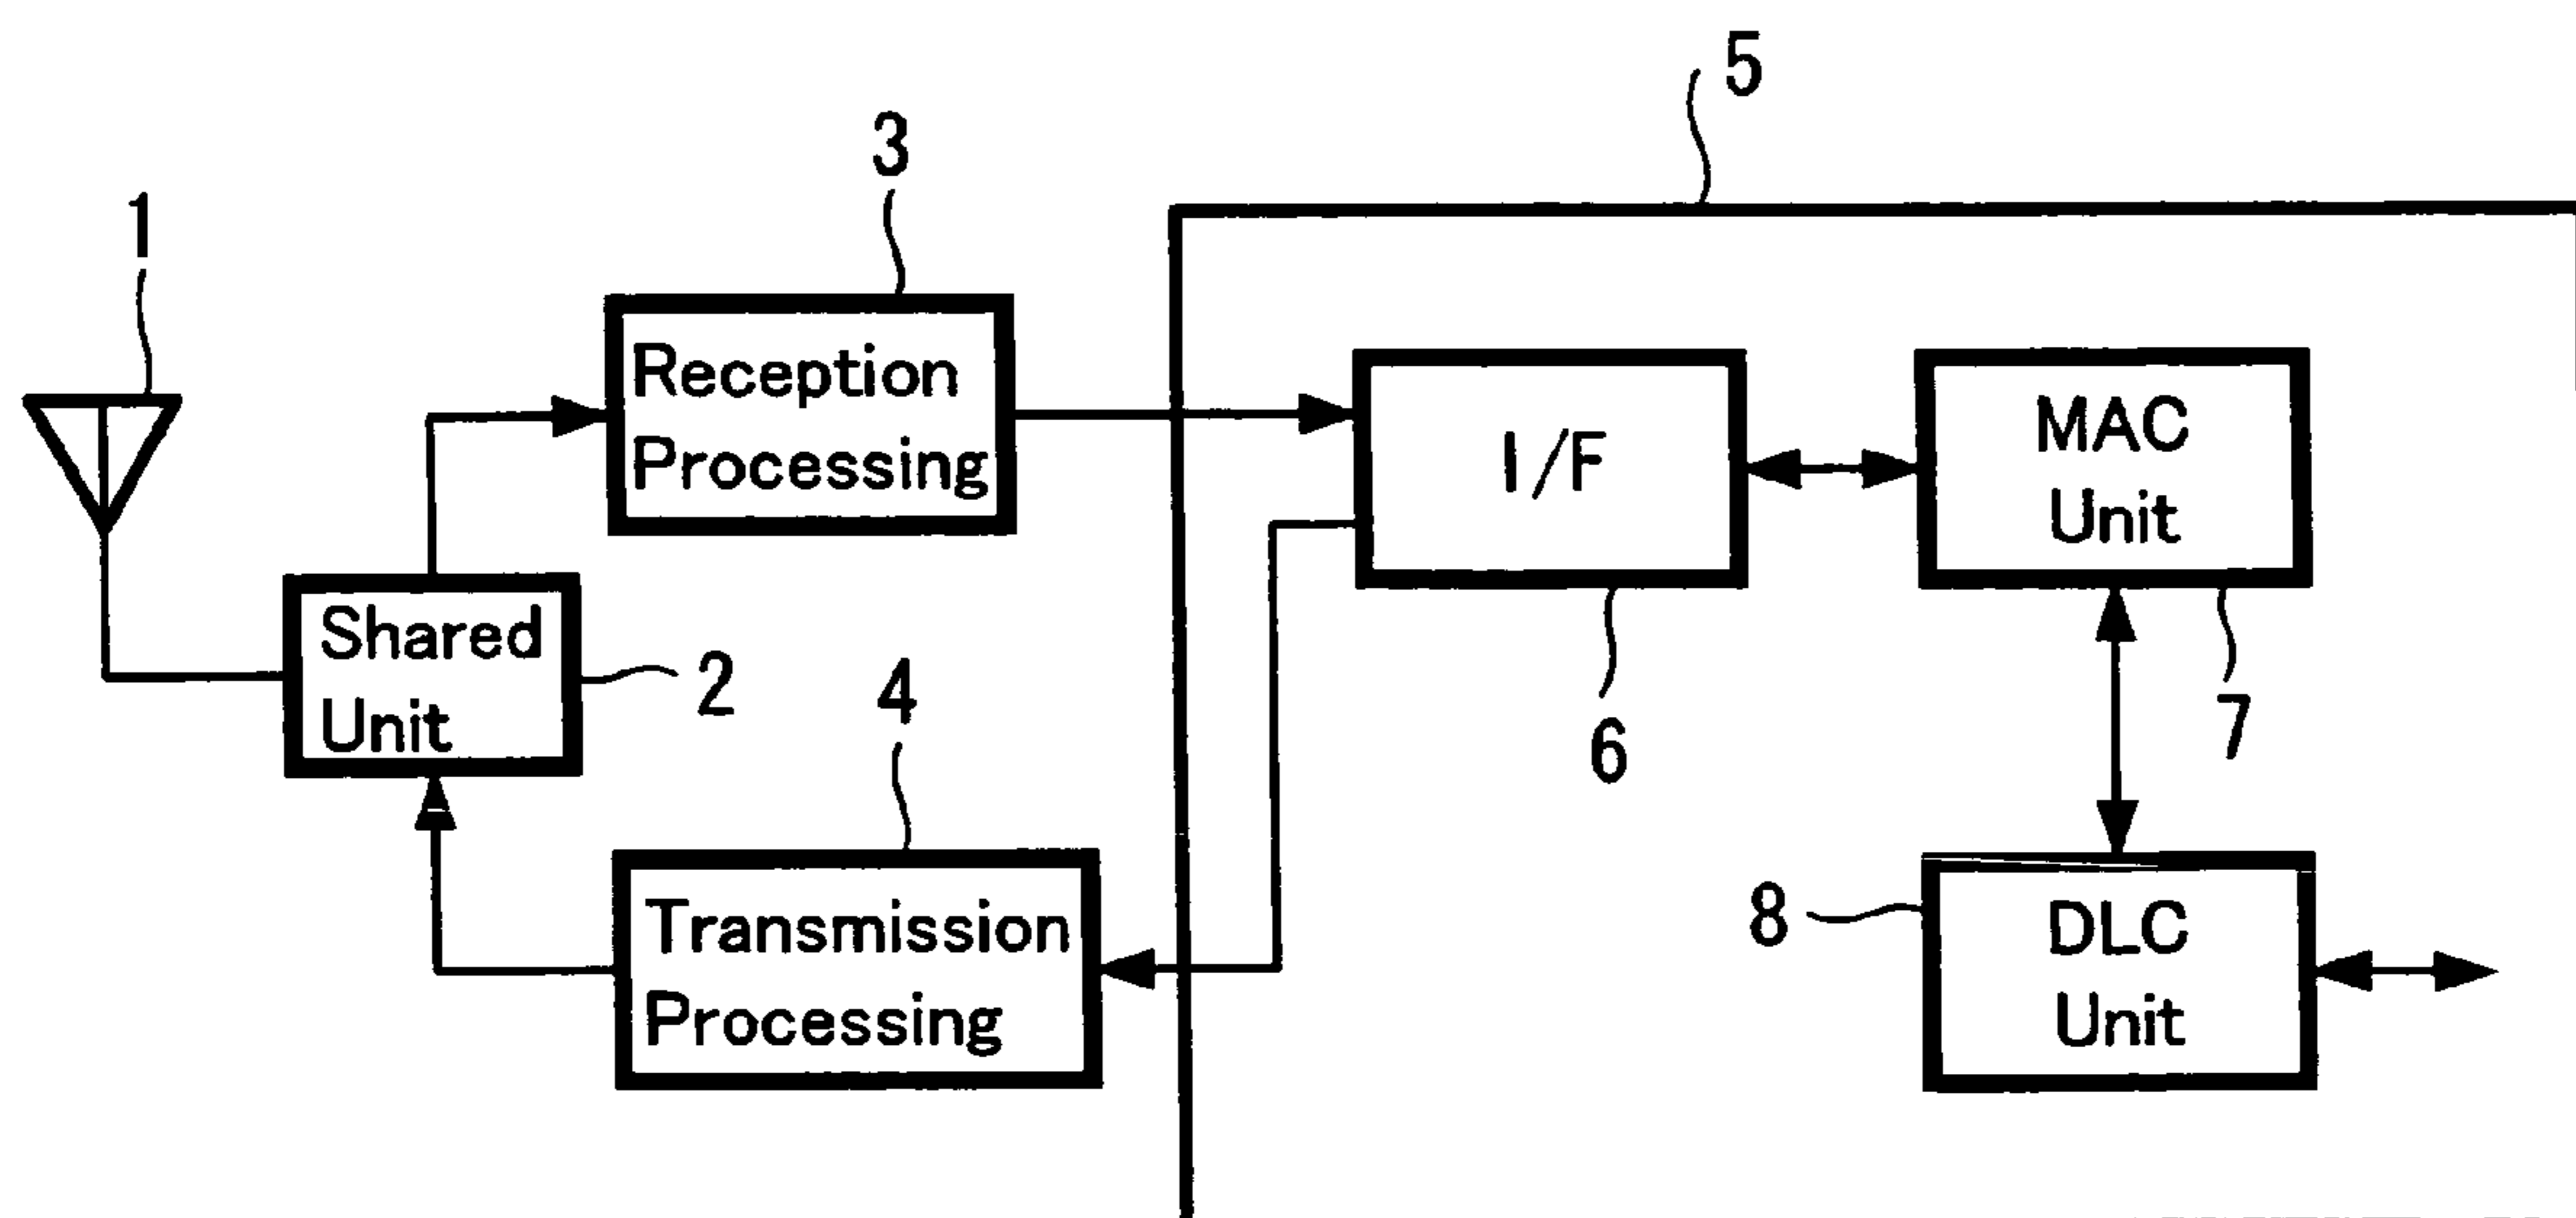 5
3
1
Reception
Processing
I/F
MAC
Unit
Shared
Unit
2
4
6
7
Transmission
Processing
8
DLC
Unit